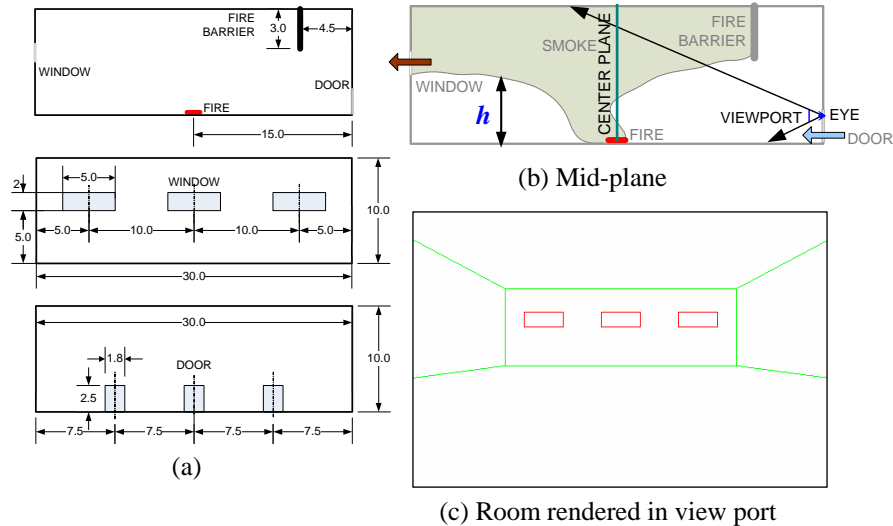 FIRE
BARRIER
3.0
4.5
WINDOW
DOOR
FIRE
15.0
2
5.0
WINDOW
5.0
5.0
10.0
10.0
5.0
10.0
30.0
30.0
1.8
DOOR
2.5
10.0
7.5
7.5
7.5
7.5
(a)
SMOKE
CENTER PLANE
FIRE
BARRIER
WINDOW
h
VIEWPORT
EYE
FIRE
DOOR
(b) Mid-plane
(c) Room rendered in view port